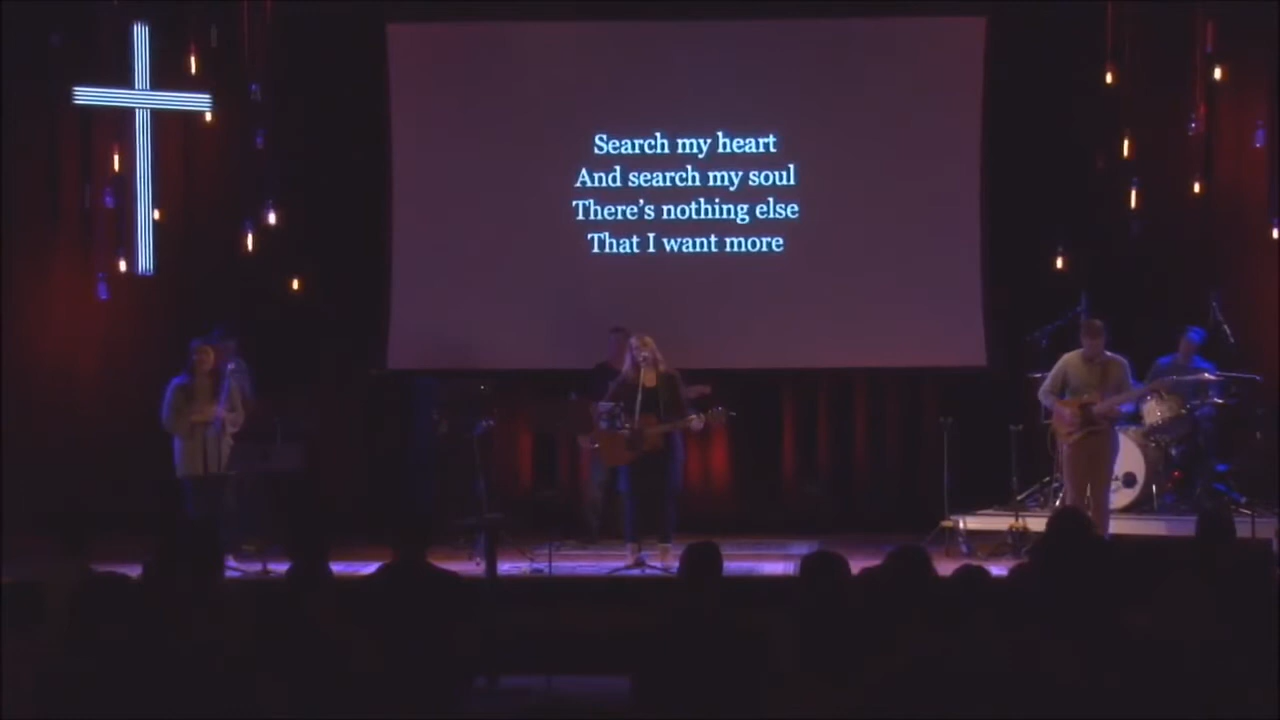 Search my heart
And search my soul
There's nothing else
That I want more